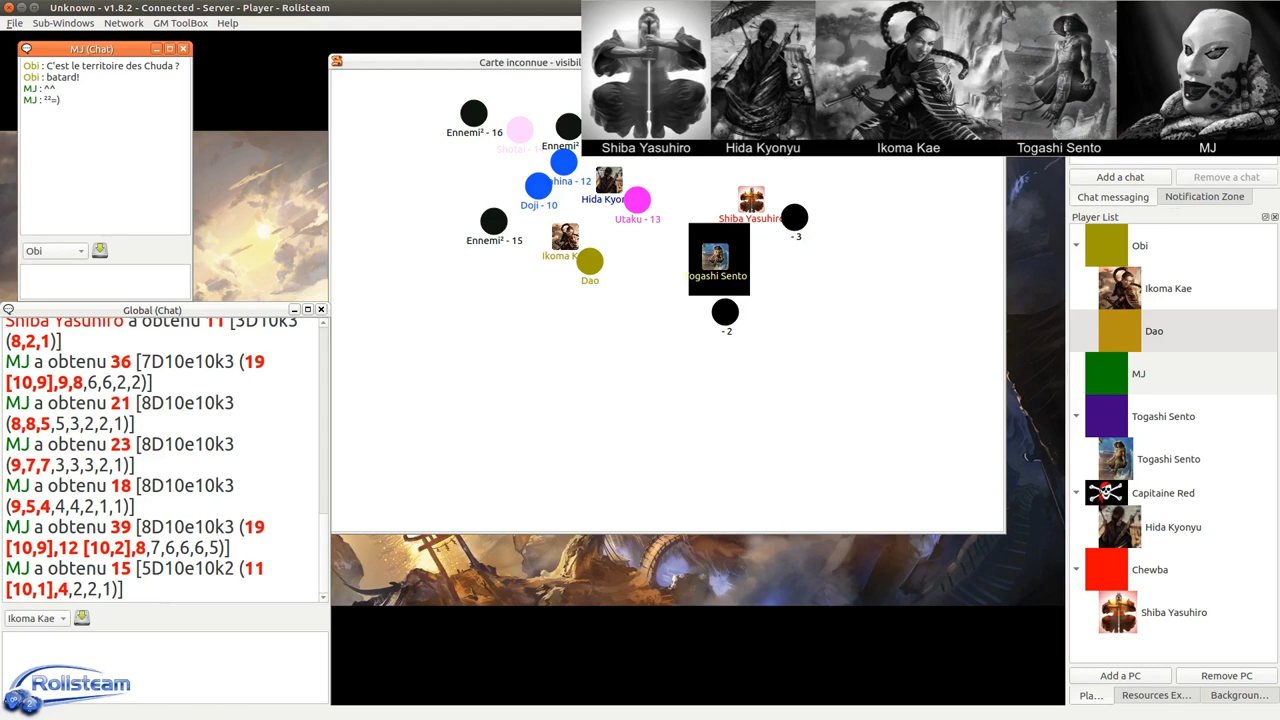 Unknown - v1.8.2 - Connected - Server - Player - Rolisteam
File Sub-Windows Network GM ToolBox Help
MJ (Chat)
Obi : C'est le territoire des Chuda ?
Obi : batard!
MJ : ^^
MJ : ²²=)
Obi
Global (Chat)
Shiba Yasuhiro a obtenu 11 [3D10k3
(8,2,1)]
MJ a obtenu 36 [7D10e10k3 (19
[10,9],9,8,6,6,2,2)]
MJ a obtenu 21 [8D10e10k3
(8,8,5,5,3,2,2,1)]
MJ a obtenu 23 [8D10e10k3
(9,7,7,3,3,3,2,1)]
MJ a obtenu 18 [8D10e10k3
(9,5,4,4,4,2,1,1)]
MJ a obtenu 39 [8D10e10k3 (19
[10,9],12 [10,2],8,7,6,6,6,5)]
MJ a obtenu 15 [5D10e10k2 (11
[10,1],4,2,2,1)]
Ikoma Kae
Rolisteam
Carte inconnue - visibil
Ennemi² - 16
Shotai - 1
Ennemi²
hina - 12
Doji - 10
Hida Kyon
Utaku - 13
Shiba Yasuhiro
- 3
Ennemi² - 15
Ikoma K
Dao
Togashi Sento
- 2
Shiba Yasuhiro Hida Kyonyu Ikoma Kae Togashi Sento MJ
Add a chat Remove a chat
Chat messaging Notification Zone
Player List
Obi
Ikoma Kae
Dao
MJ
Togashi Sento
Togashi Sento
Capitaine Red
Hida Kyonyu
Chewba
Shiba Yasuhiro
Add a PC Remove PC
Pla... Resources Ex... Backgroun...